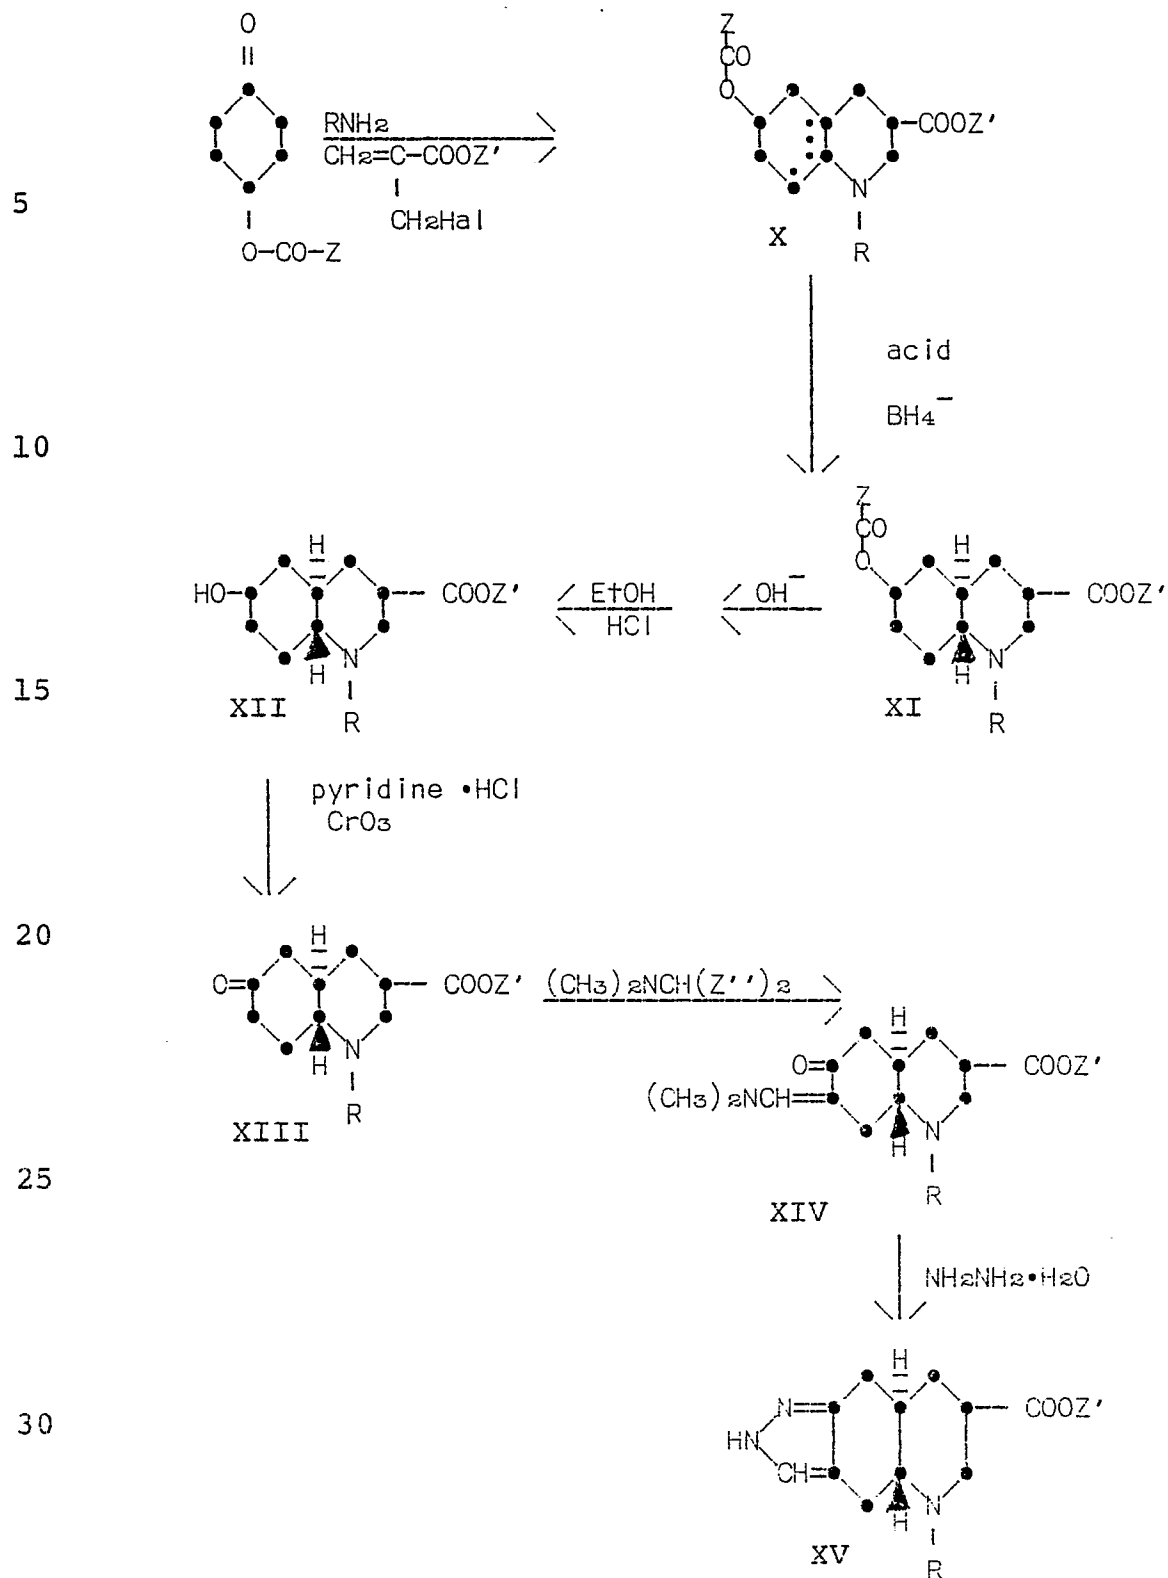 O
Z
CO
O
RNH2
CH2=C-COOZ'
CH2Hal
O-CO-Z
COOZ'
N
R
X
5
acid
BH4-
10
Z
CO
O
H
COOZ'
N
H
R
XI
OH-
EtOH
HCl
HO
H
COOZ'
N
H
R
XII
15
pyridine •HCl
CrO3
20
H
O=
COOZ'
N
H
R
XIII
(CH3)2NCH(Z'')2
H
O=
COOZ'
(CH3)2NCH=
N
H
R
XIV
25
NH2NH2•H2O
H
N=
COOZ'
HN
CH=
N
H
R
XV
30